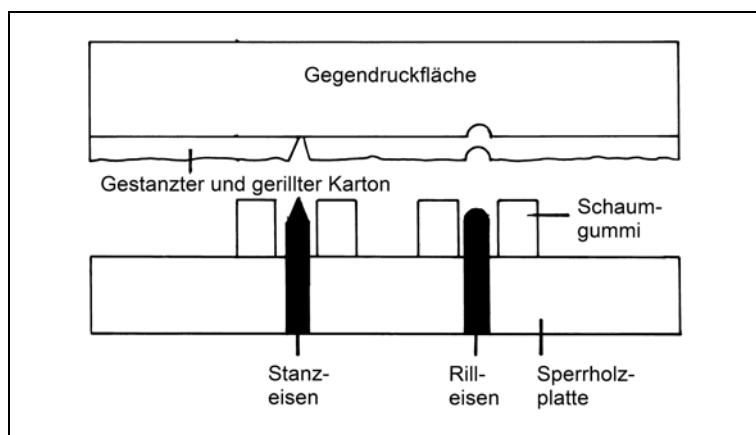 Gegendruckfläche
Gestanzter und gerillter Karton
Schaum-
gummi
Stanz-
eisen
Rill-
eisen
Sperrholz-
platte